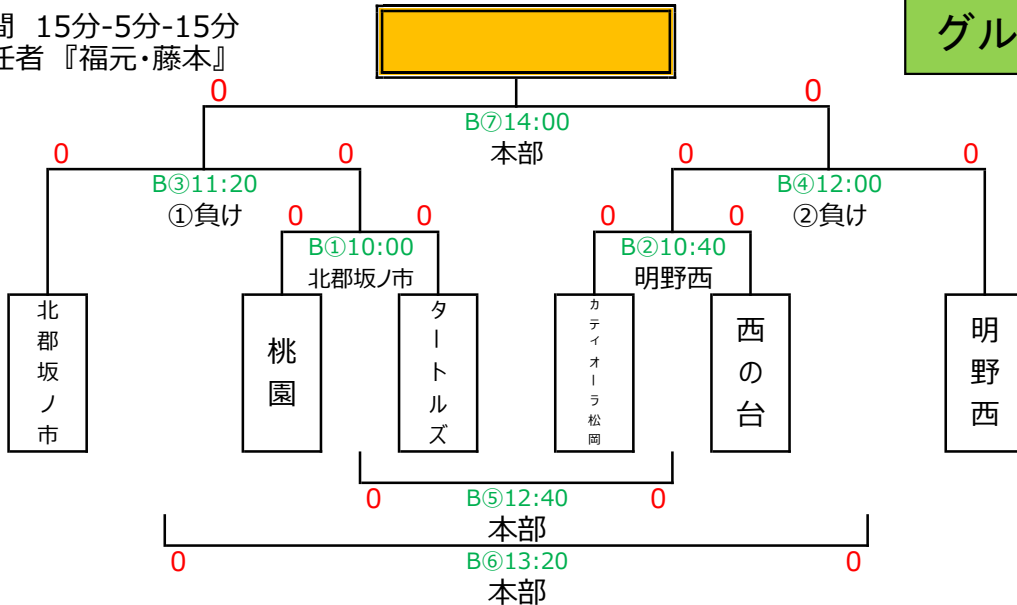 間 15分-5分-15分
任者『福元・藤本』
グル
0 0
B⑦14:00
本部
0 0 0 0
B③11:20 B④12:00
①負け ②負け
0 0 0 0
B①10:00 B②10:40
北郡坂ノ市 明野西
北郡坂ノ市
桃園
タートルズ
カティオーラ松岡
西の台
明野西
0 B⑤12:40 0
本部
0 B⑥13:20 0
本部